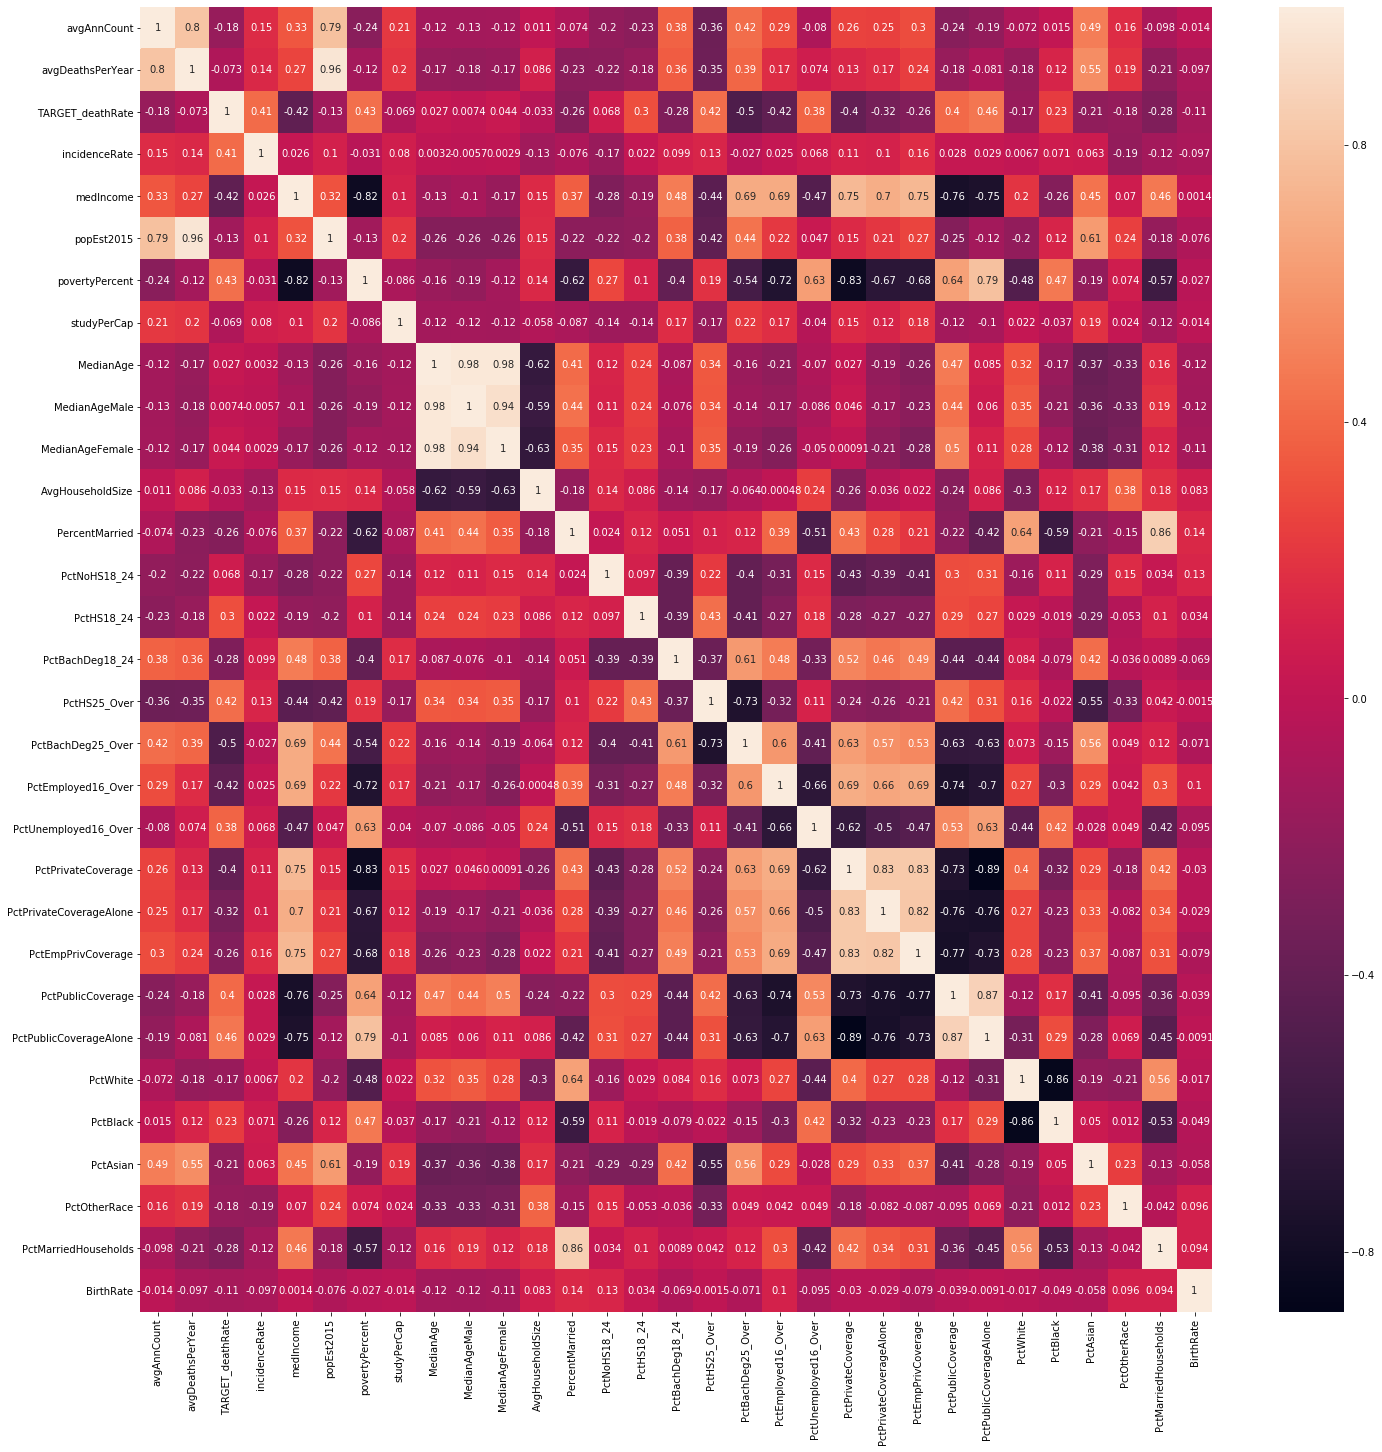 avgAnnCount 1 0.8 -0.18 0.15 0.33 0.79 -0.24 0.21 -0.12 -0.13 -0.12 0.011 -0.074 -0.2 -0.23 0.38 -0.36 0.42 0.29 -0.08 0.26 0.25 0.3 -0.24 -0.19 -0.072 0.015 0.49 0.16 -0.098 -0.014
avgDeathsPerYear 0.8 1 -0.073 0.14 0.27 0.96 -0.12 0.2 -0.17 -0.18 -0.17 0.086 -0.23 -0.22 -0.18 0.36 -0.35 0.39 0.17 0.074 0.13 0.17 0.24 -0.18 -0.081 -0.18 0.12 0.55 0.19 -0.21 -0.097
0.8
TARGET_deathRate -0.18 -0.073 1 0.41 -0.42 -0.13 0.43 -0.069 0.027 0.0074 0.044 -0.033 -0.26 0.068 0.3 -0.28 0.42 -0.5 -0.42 0.38 -0.4 -0.32 -0.26 0.4 0.46 -0.17 0.23 -0.21 -0.18 -0.28 -0.11
incidenceRate 0.15 0.14 0.41 1 0.026 0.1 -0.031 0.08 0.0032 -0.0057 0.0029 -0.13 -0.076 -0.17 0.022 0.099 0.13 -0.027 0.025 0.068 0.11 0.1 0.16 0.028 0.029 0.0067 0.071 0.063 -0.19 -0.12 -0.097
medIncome 0.33 0.27 -0.42 0.026 1 0.32 -0.82 0.1 -0.13 -0.1 -0.17 0.15 0.37 -0.28 -0.19 0.48 -0.44 0.69 0.69 -0.47 0.75 0.7 0.75 -0.76 -0.75 0.2 -0.26 0.45 0.07 0.46 0.0014
popEst2015 0.79 0.96 -0.13 0.1 0.32 1 -0.13 0.2 -0.26 -0.26 -0.26 0.15 -0.22 -0.22 -0.2 0.38 -0.42 0.44 0.22 0.047 0.15 0.21 0.27 -0.25 -0.12 -0.2 0.12 0.61 0.24 -0.18 -0.076
povertyPercent -0.24 -0.12 0.43 -0.031 -0.82 -0.13 1 -0.086 -0.16 -0.19 -0.12 0.14 -0.62 0.27 0.1 -0.4 0.19 -0.54 -0.72 0.63 -0.83 -0.67 -0.68 0.64 0.79 -0.48 0.47 -0.19 0.074 -0.57 -0.027
studyPerCap 0.21 0.2 -0.069 0.08 0.1 0.2 -0.086 1 -0.12 -0.12 -0.12 -0.058 -0.087 -0.14 -0.14 0.17 -0.17 0.22 0.17 -0.04 0.15 0.12 0.18 -0.12 -0.1 0.022 -0.037 0.19 0.024 -0.12 -0.014
MedianAge -0.12 -0.17 0.027 0.0032 -0.13 -0.26 -0.16 -0.12 1 0.98 0.98 -0.62 0.41 0.12 0.24 -0.087 0.34 -0.16 -0.21 -0.07 0.027 -0.19 -0.26 0.47 0.085 0.32 -0.17 -0.37 -0.33 0.16 -0.12
MedianAgeMale -0.13 -0.18 0.0074 -0.0057 -0.1 -0.26 -0.19 -0.12 0.98 1 0.94 -0.59 0.44 0.11 0.24 -0.076 0.34 -0.14 -0.17 -0.086 0.046 -0.17 -0.23 0.44 0.06 0.35 -0.21 -0.36 -0.33 0.19 -0.12
0.4
MedianAgeFemale -0.12 -0.17 0.044 0.0029 -0.17 -0.26 -0.12 -0.12 0.98 0.94 1 -0.63 0.35 0.15 0.23 -0.1 0.35 -0.19 -0.26 -0.05 0.00091 -0.21 -0.28 0.5 0.11 0.28 -0.12 -0.38 -0.31 0.12 -0.11
AvgHouseholdSize 0.011 0.086 -0.033 -0.13 0.15 0.15 0.14 -0.058 -0.62 -0.59 -0.63 1 -0.18 0.14 0.086 -0.14 -0.17 -0.064 -0.00048 0.24 -0.26 -0.036 0.022 -0.24 0.086 -0.3 0.12 0.17 0.38 0.18 0.083
PercentMarried -0.074 -0.23 -0.26 -0.076 0.37 -0.22 -0.62 -0.087 0.41 0.44 0.35 -0.18 1 0.024 0.12 0.051 0.1 0.12 0.39 -0.51 0.43 0.28 0.21 -0.22 -0.42 0.64 -0.59 -0.21 -0.15 0.86 0.14
PctNoHS18_24 -0.2 -0.22 0.068 -0.17 -0.28 -0.22 0.27 -0.14 0.12 0.11 0.15 0.14 0.024 1 0.097 -0.39 0.22 -0.4 -0.31 0.15 -0.43 -0.39 -0.41 0.3 0.31 -0.16 0.11 -0.29 0.15 0.034 0.13
PctHS18_24 -0.23 -0.18 0.3 0.022 -0.19 -0.2 0.1 -0.14 0.24 0.24 0.23 0.086 0.12 0.097 1 -0.39 0.43 -0.41 -0.27 0.18 -0.28 -0.27 -0.27 0.29 0.27 0.029 -0.019 -0.29 -0.053 0.1 0.034
PctBachDeg18_24 0.38 0.36 -0.28 0.099 0.48 0.38 -0.4 0.17 -0.087 -0.076 -0.1 -0.14 0.051 -0.39 -0.39 1 -0.37 0.61 0.48 -0.33 0.52 0.46 0.49 -0.44 -0.44 0.084 -0.079 0.42 -0.036 0.0089 -0.069
0.0
PctHS25_Over -0.36 -0.35 0.42 0.13 -0.44 -0.42 0.19 -0.17 0.34 0.34 0.35 -0.17 0.1 0.22 0.43 -0.37 1 -0.73 -0.32 0.11 -0.24 -0.26 -0.21 0.42 0.31 0.16 -0.022 -0.55 -0.33 0.042 -0.0015
PctBachDeg25_Over 0.42 0.39 -0.5 -0.027 0.69 0.44 -0.54 0.22 -0.16 -0.14 -0.19 -0.064 0.12 -0.4 -0.41 0.61 -0.73 1 0.6 -0.41 0.63 0.57 0.53 -0.63 -0.63 0.073 -0.15 0.56 0.049 0.12 -0.071
PctEmployed16_Over 0.29 0.17 -0.42 0.025 0.69 0.22 -0.72 0.17 -0.21 -0.17 -0.26 -0.00048 0.39 -0.31 -0.27 0.48 -0.32 0.6 1 -0.66 0.69 0.66 0.69 -0.74 -0.7 0.27 -0.3 0.29 0.042 0.3 0.1
PctUnemployed16_Over -0.08 0.074 0.38 0.068 -0.47 0.047 0.63 -0.04 -0.07 -0.086 -0.05 0.24 -0.51 0.15 0.18 -0.33 0.11 -0.41 -0.66 1 -0.62 -0.5 -0.47 0.53 0.63 -0.44 0.42 -0.028 0.049 -0.42 -0.095
PctPrivateCoverage 0.26 0.13 -0.4 0.11 0.75 0.15 -0.83 0.15 0.027 0.046 0.00091 -0.26 0.43 -0.43 -0.28 0.52 -0.24 0.63 0.69 -0.62 1 0.83 0.83 -0.73 -0.89 0.4 -0.32 0.29 -0.18 0.42 -0.03
PctPrivateCoverageAlone 0.25 0.17 -0.32 0.1 0.7 0.21 -0.67 0.12 -0.19 -0.17 -0.21 -0.036 0.28 -0.39 -0.27 0.46 -0.26 0.57 0.66 -0.5 0.83 1 0.82 -0.76 -0.76 0.27 -0.23 0.33 -0.082 0.34 -0.029
PctEmpPrivCoverage 0.3 0.24 -0.26 0.16 0.75 0.27 -0.68 0.18 -0.26 -0.23 -0.28 0.022 0.21 -0.41 -0.27 0.49 -0.21 0.53 0.69 -0.47 0.83 0.82 1 -0.77 -0.73 0.28 -0.23 0.37 -0.087 0.31 -0.079
-0.4
PctPublicCoverage -0.24 -0.18 0.4 0.028 -0.76 -0.25 0.64 -0.12 0.47 0.44 0.5 -0.24 -0.22 0.3 0.29 -0.44 0.42 -0.63 -0.74 0.53 -0.73 -0.76 -0.77 1 0.87 -0.12 0.17 -0.41 -0.095 -0.36 -0.039
PctPublicCoverageAlone -0.19 -0.081 0.46 0.029 -0.75 -0.12 0.79 -0.1 0.085 0.06 0.11 0.086 -0.42 0.31 0.27 -0.44 0.31 -0.63 -0.7 0.63 -0.89 -0.76 -0.73 0.87 1 -0.31 0.29 -0.28 0.069 -0.45 -0.0091
PctWhite -0.072 -0.18 -0.17 0.0067 0.2 -0.2 -0.48 0.022 0.32 0.35 0.28 -0.3 0.64 -0.16 0.029 0.084 0.16 0.073 0.27 -0.44 0.4 0.27 0.28 -0.12 -0.31 1 -0.86 -0.19 -0.21 0.56 -0.017
PctBlack 0.015 0.12 0.23 0.071 -0.26 0.12 0.47 -0.037 -0.17 -0.21 -0.12 0.12 -0.59 0.11 -0.019 -0.079 -0.022 -0.15 -0.3 0.42 -0.32 -0.23 -0.23 0.17 0.29 -0.86 1 0.05 0.012 -0.53 -0.049
PctAsian 0.49 0.55 -0.21 0.063 0.45 0.61 -0.19 0.19 -0.37 -0.36 -0.38 0.17 -0.21 -0.29 -0.29 0.42 -0.55 0.56 0.29 -0.028 0.29 0.33 0.37 -0.41 -0.28 -0.19 0.05 1 0.23 -0.13 -0.058
PctOtherRace 0.16 0.19 -0.18 -0.19 0.07 0.24 0.074 0.024 -0.33 -0.33 -0.31 0.38 -0.15 0.15 -0.053 -0.036 -0.33 0.049 0.042 0.049 -0.18 -0.082 -0.087 -0.095 0.069 -0.21 0.012 0.23 1 -0.042 0.096
PctMarriedHouseholds -0.098 -0.21 -0.28 -0.12 0.46 -0.18 -0.57 -0.12 0.16 0.19 0.12 0.18 0.86 0.034 0.1 0.0089 0.042 0.12 0.3 -0.42 0.42 0.34 0.31 -0.36 -0.45 0.56 -0.53 -0.13 -0.042 1 0.094
-0.8
BirthRate -0.014 -0.097 -0.11 -0.097 0.0014 -0.076 -0.027 -0.014 -0.12 -0.12 -0.11 0.083 0.14 0.13 0.034 -0.069 -0.0015 -0.071 0.1 -0.095 -0.03 -0.029 -0.079 -0.039 -0.0091 -0.017 -0.049 -0.058 0.096 0.094 1
avgAnnCount
avgDeathsPerYear
TARGET_deathRate
incidenceRate
medIncome
popEst2015
povertyPercent
studyPerCap
MedianAge
MedianAgeMale
MedianAgeFemale
AvgHouseholdSize
PercentMarried
PctNoHS18_24
PctHS18_24
PctBachDeg18_24
PctHS25_Over
PctBachDeg25_Over
PctEmployed16_Over
PctUnemployed16_Over
PctPrivateCoverage
PctPrivateCoverageAlone
PctEmpPrivCoverage
PctPublicCoverage
PctPublicCoverageAlone
PctWhite
PctBlack
PctAsian
PctOtherRace
PctMarriedHouseholds
BirthRate